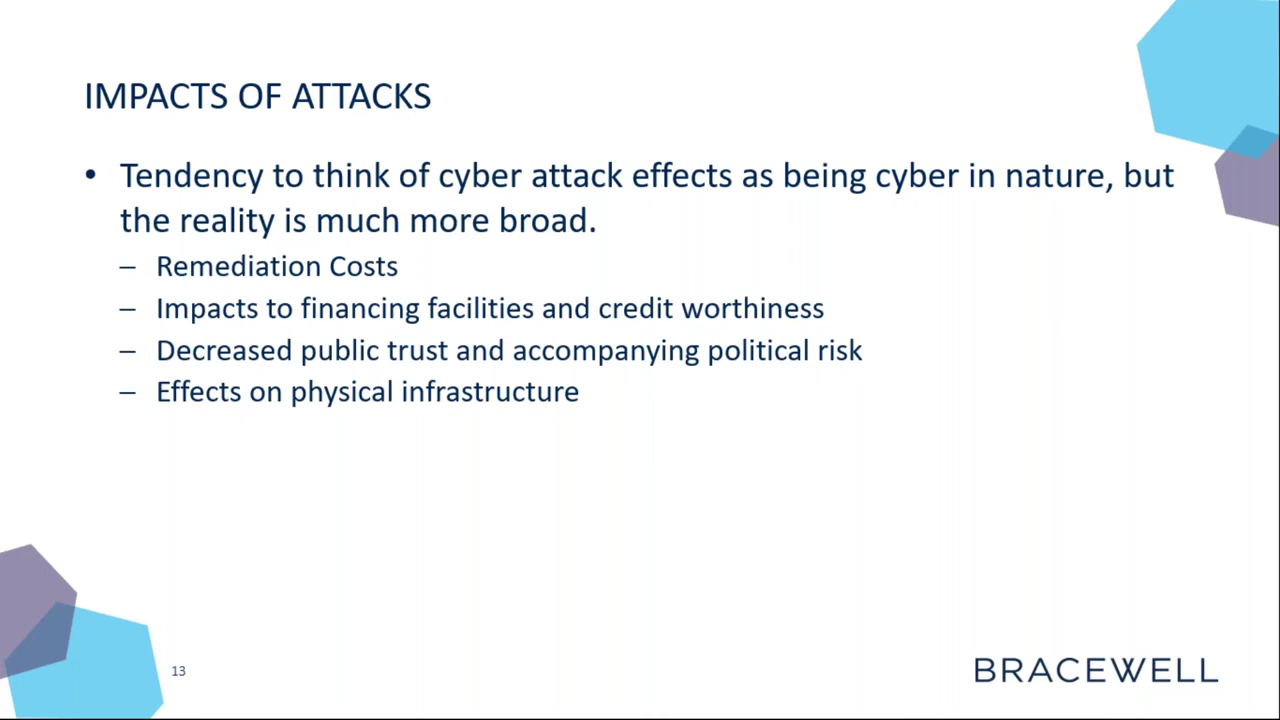 IMPACTS OF ATTACKS
• Tendency to think of cyber attack effects as being cyber in nature, but
the reality is much more broad.
– Remediation Costs
– Impacts to financing facilities and credit worthiness
– Decreased public trust and accompanying political risk
– Effects on physical infrastructure
13
BRACEWELL